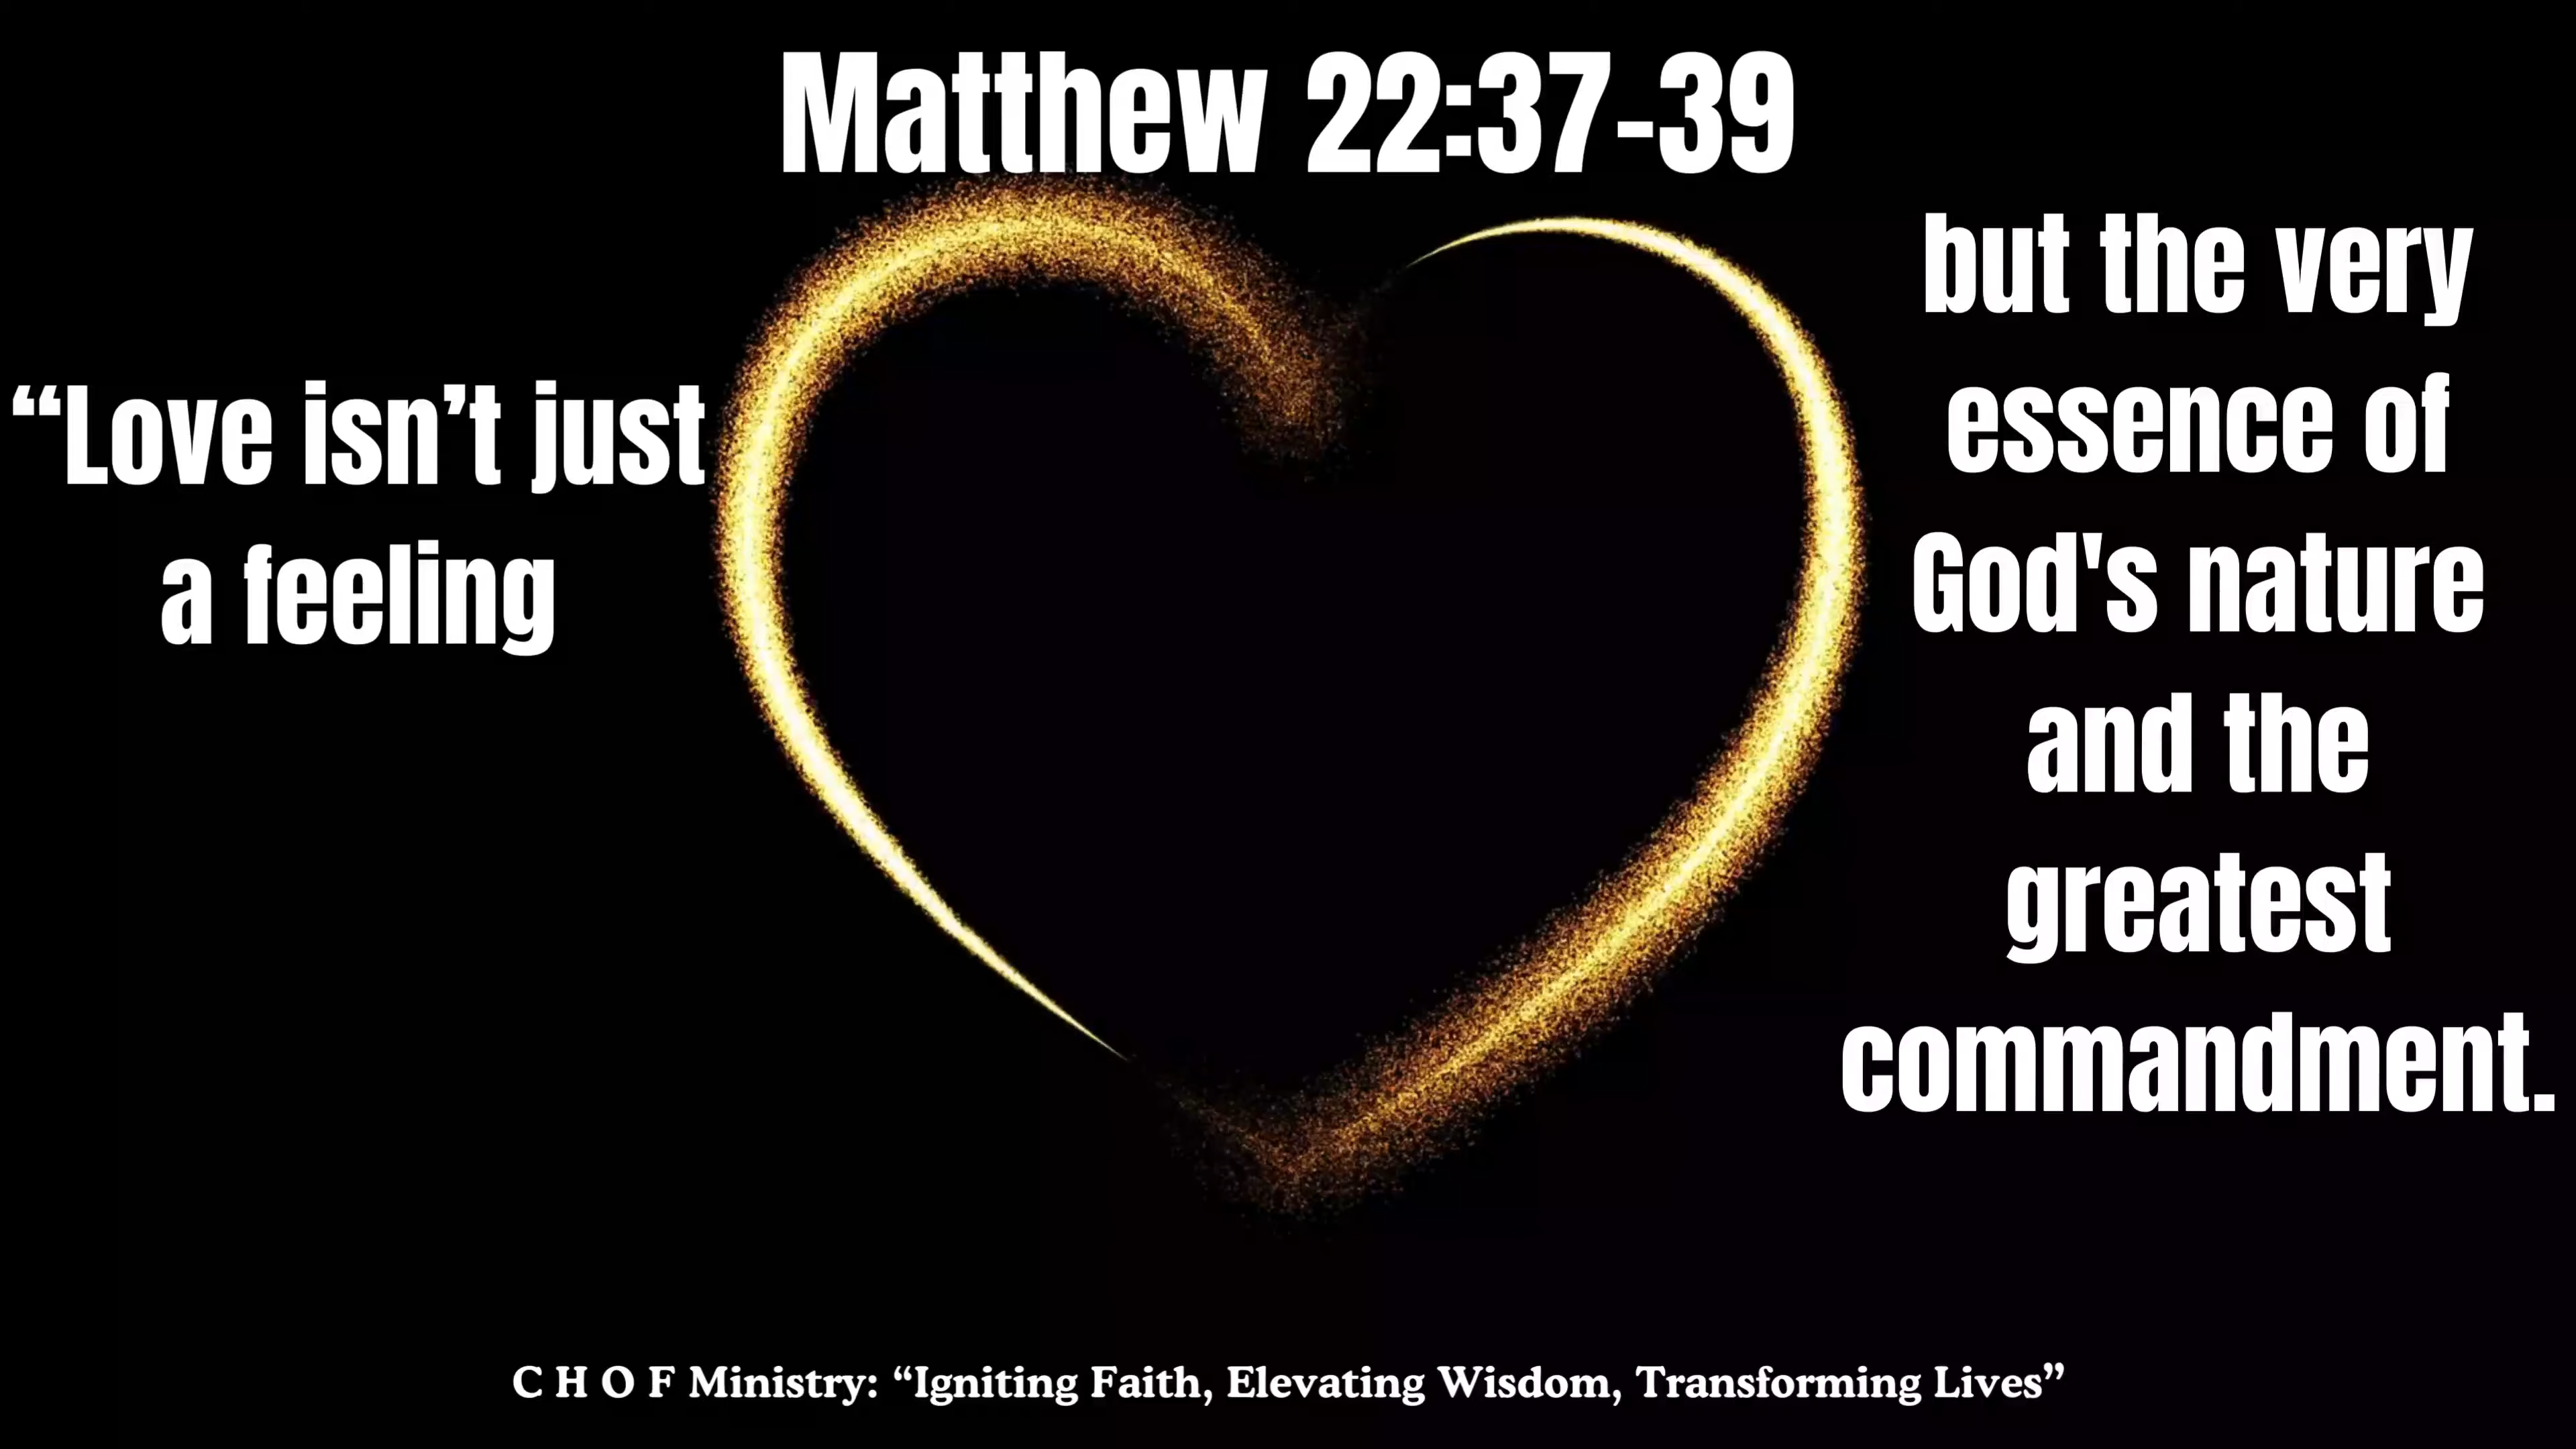 Matthew 22:37-39
“Love isn’t just
a feeling
but the very
essence of
God's nature
and the
greatest
commandment.
C H O F Ministry: “Igniting Faith, Elevating Wisdom, Transforming Lives”